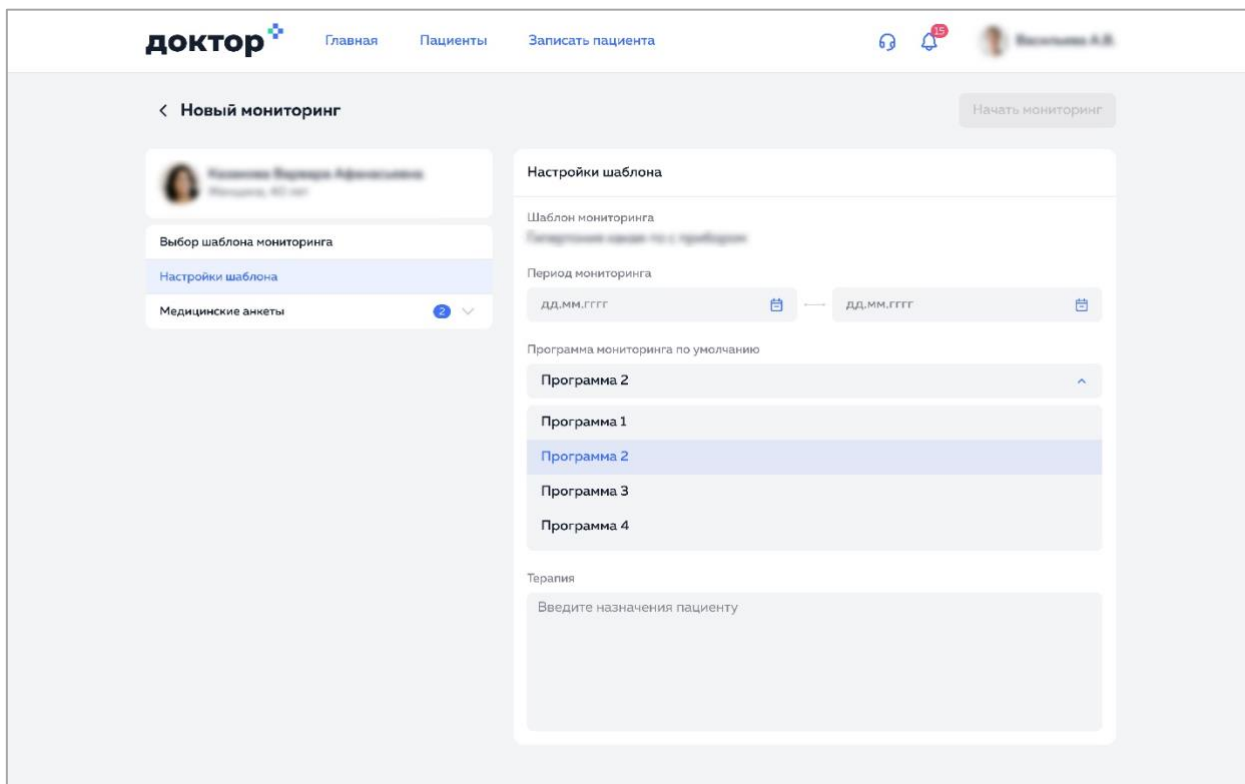 доктор Главная Пациенты Записать пациента 15
Новый мониторинг Начать мониторинг
Настройки шаблона
Шаблон мониторинга
Выбор шаблона мониторинга
Настройки шаблона
Медицинские анкеты 2
Период мониторинга
дд.мм.гггг — дд.мм.гггг
Программа мониторинга по умолчанию
Программа 2
Программа 1
Программа 2
Программа 3
Программа 4
Терапия
Введите назначения пациенту